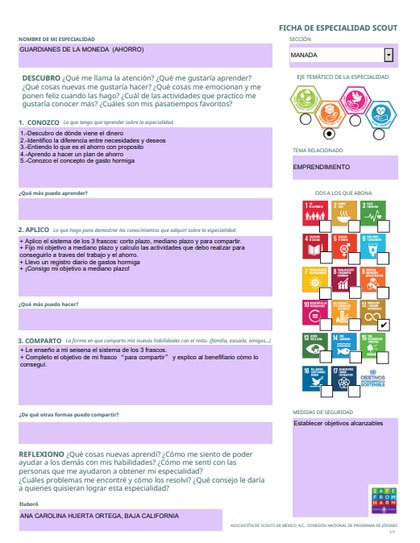 FICHA DE ESPECIALIDAD SCOUT
NOMBRE DE MI ESPECIALIDAD
GUARDIANES DE LA MONEDA (AHORRO)
SECCIÓN
MANADA
DESCUBRO ¿Qué me llama la atención? ¿Qué me gustaría aprender?
¿Qué cosas nuevas me gustaría hacer? ¿Qué cosas me emocionan y me
ponen feliz cuando las hago? ¿Cuál de las actividades que practico me
gustaría conocer más? ¿Cuáles son mis pasatiempos favoritos?
EJE TEMÁTICO DE LA ESPECIALIDAD
1. CONOZCO Lo que tengo que aprender sobre la especialidad.
1.-Descubro de dónde viene el dinero
2.-Identifico la diferencia entre necesidades y deseos
3.-Entiendo lo que es el ahorro con proposito
4.-Aprendo a hacer un plan de ahorro
5.-Conozco el concepto de gasto hormiga
TEMA RELACIONADO
EMPRENDIMIENTO
¿Qué más puedo aprender?
ODS A LOS QUE ABONA
2. APLICO Lo que hago para demostrar los conocimientos que adquirí sobre la especialidad.
+ Aplico el sistema de los 3 frascos: corto plazo, mediano plazo y para compartir.
+ Fijo mi objetivo a mediano plazo y calculo las actividades que debo realizar para
conseguirlo a traves del trabajo y el ahorro.
+ Llevo un registro diario de gastos hormiga
+ ¡Consigo mi objetivo a mediano plazo!
¿Qué más puedo hacer?
3. COMPARTO La forma en que comparto mis nuevas habilidades con el resto. (familia, escuela, amigos...)
+ Le enseño a mi seisena el sistema de los 3 frascos.
+ Completo el objetivo de mi frasco "para compartir" y explico al benefifiario cómo lo
conseguí.
¿De qué otras formas puedo compartir?
MEDIDAS DE SEGURIDAD
Establecer objetivos alcanzables
REFLEXIONO ¿Qué cosas nuevas aprendí? ¿Cómo me siento de poder
ayudar a los demás con mis habilidades? ¿Cómo me sentí con las
personas que me ayudaron a obtener mi especialidad?
¿Cuáles problemas me encontré y cómo los resolví? ¿Qué consejo le daría
a quienes quisieran lograr esta especialidad?
SAFE
FROM
HARM
Elaboró
ANA CAROLINA HUERTA ORTEGA, BAJA CALIFORNIA
ASOCIACIÓN DE SCOUTS DE MÉXICO, A.C., COMISIÓN NACIONAL DE PROGRAMA DE JÓVENES